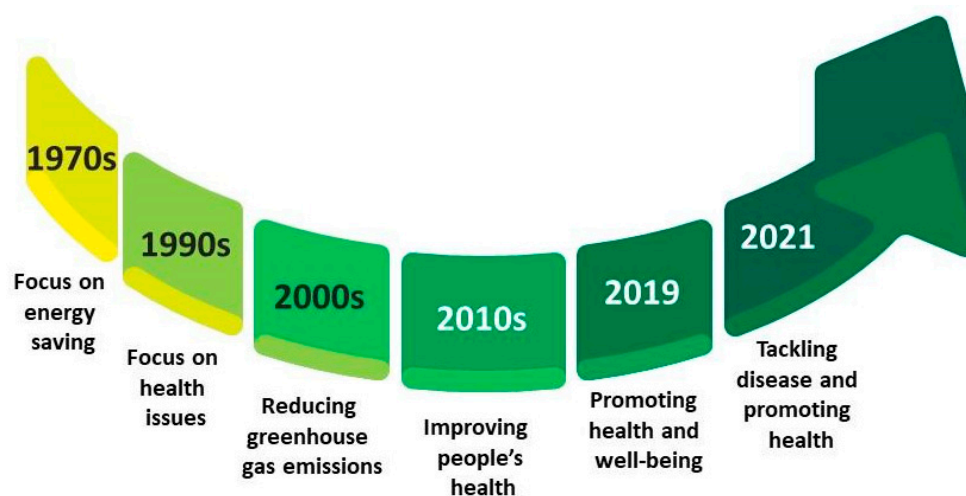 1970s
Focus on
energy
saving
1990s
Focus on
health
issues
2000s
Reducing
greenhouse
gas emissions
2010s
Improving
people's
health
2019
Promoting
health and
well-being
2021
Tackling
disease and
promoting
health